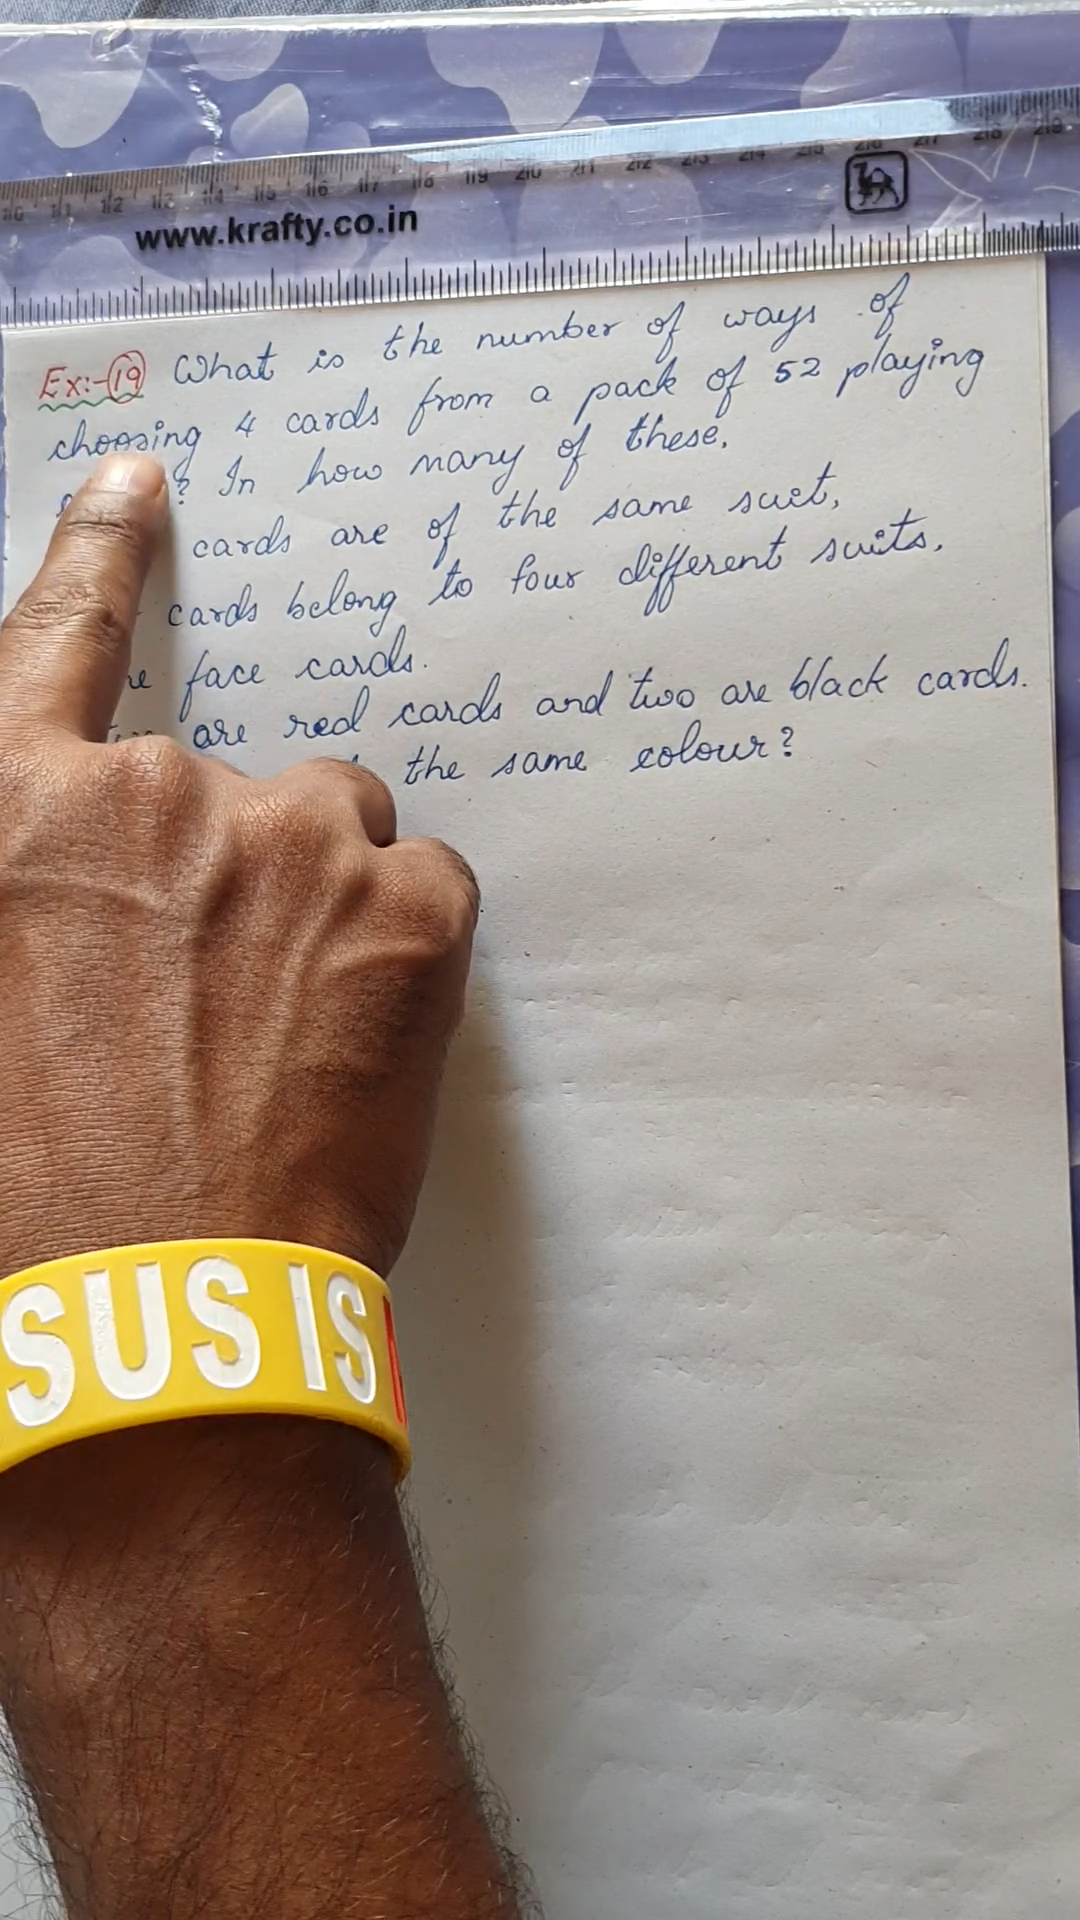 www.krafty.co.in
Ex:-19 What is the number of ways of
choosing 4 cards from a pack of 52 playing
? In how many of these,
cards are of the same suit,
cards belong to four different suits,
face cards.
are red cards and two are black cards.
the same colour?
SUS IS